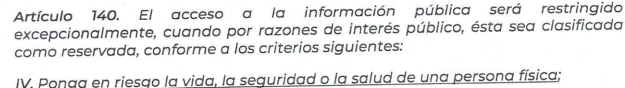 Artículo 140. El acceso a la información pública será restringido
excepcionalmente, cuando por razones de interés público, ésta sea clasificada
como reservada, conforme a los criterios siguientes:
IV. Ponga en riesgo la vida, la seguridad o la salud de una persona física;